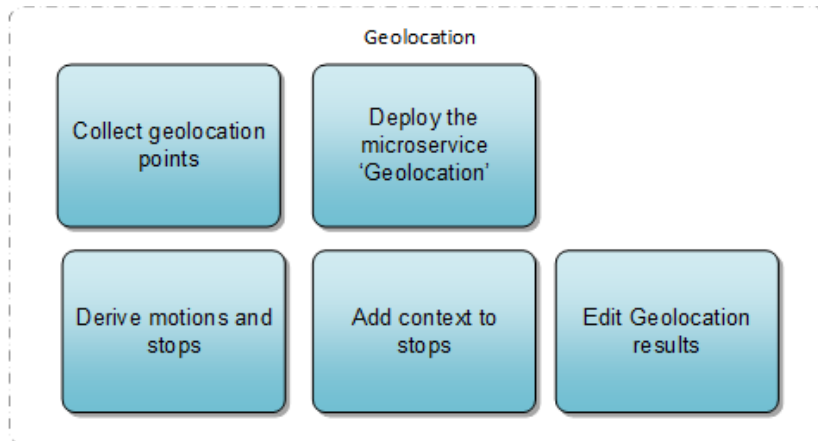 Geolocation
Collect geolocation
points
Deploy the
microservice
‘Geolocation’
Derive motions and
stops
Add context to
stops
Edit Geolocation
results